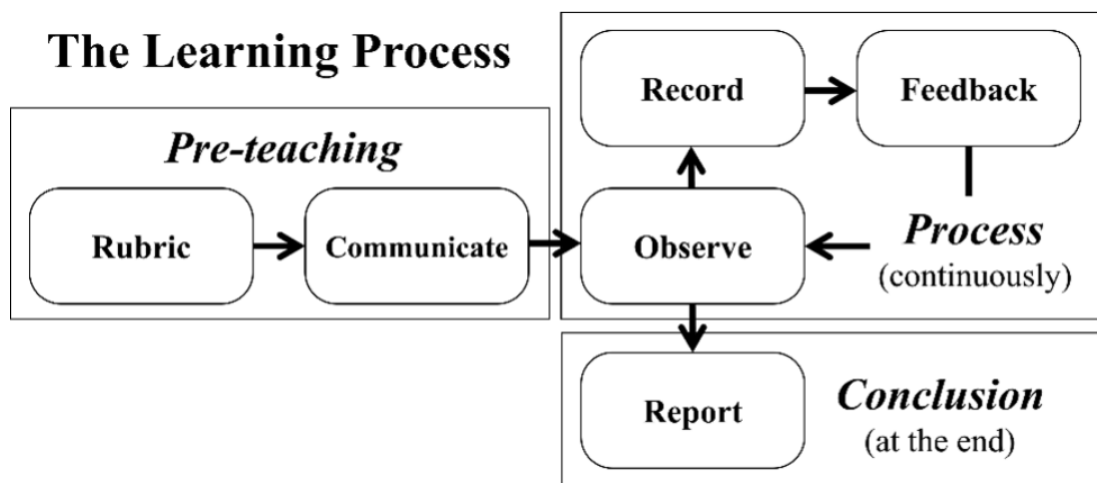 The Learning Process
Pre-teaching
Rubric
Communicate
Record
Feedback
Observe
Process
(continuously)
Report
Conclusion
(at the end)